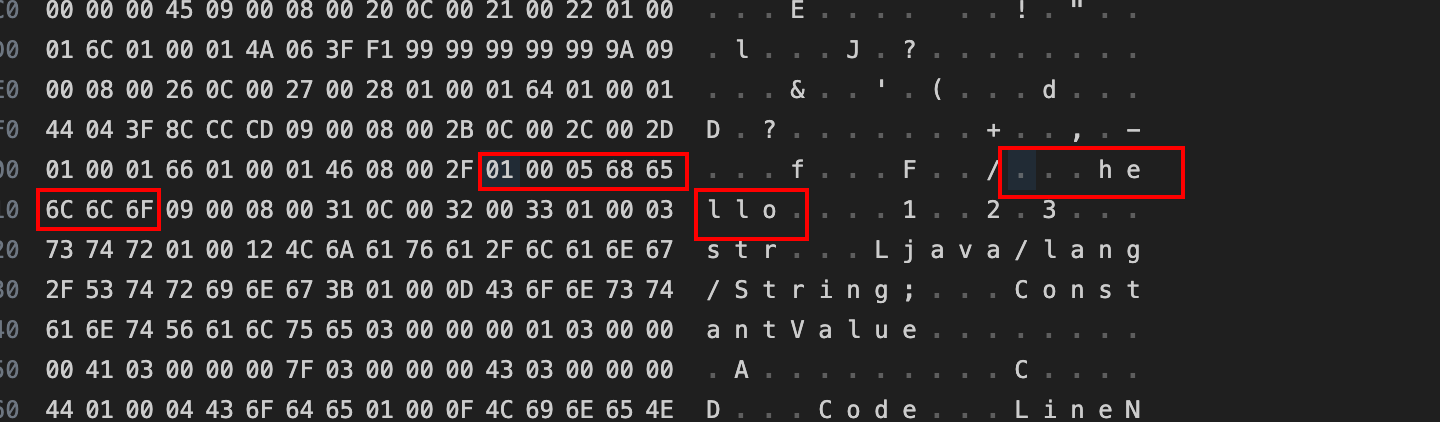 C0 00 00 00 45 09 00 08 00 20 0C 00 21 00 22 01 00 . . . E . . . . . . ! . " . .
D0 01 6C 01 00 01 4A 06 3F F1 99 99 99 99 99 9A 09 . l . . . J . ? . . . . . . . .
E0 00 08 00 26 0C 00 27 00 28 01 00 01 64 01 00 01 . . . & . . ' . ( . . . d . . .
F0 44 04 3F 8C CC CD 09 00 08 00 2B 0C 00 2C 00 2D D . ? . . . . . . . + . . , . -
00 01 00 01 66 01 00 01 46 08 00 2F 01 00 05 68 65 . . . f . . . F . . / . . . h e
10 6C 6C 6F 09 00 08 00 31 0C 00 32 00 33 01 00 03 l l o . . . . 1 . . 2 . 3 . . .
20 73 74 72 01 00 12 4C 6A 61 76 61 2F 6C 61 6E 67 s t r . . . L j a v a / l a n g
30 2F 53 74 72 69 6E 67 3B 01 00 0D 43 6F 6E 73 74 / S t r i n g ; . . . C o n s t
40 61 6E 74 56 61 6C 75 65 03 00 00 00 01 03 00 00 a n t V a l u e . . . . . . . .
50 00 41 03 00 00 00 7F 03 00 00 00 43 03 00 00 00 . A . . . . . . . . . C . . . .
60 44 01 00 04 43 6F 64 65 01 00 0F 4C 69 6E 65 4E D . . . C o d e . . . L i n e N